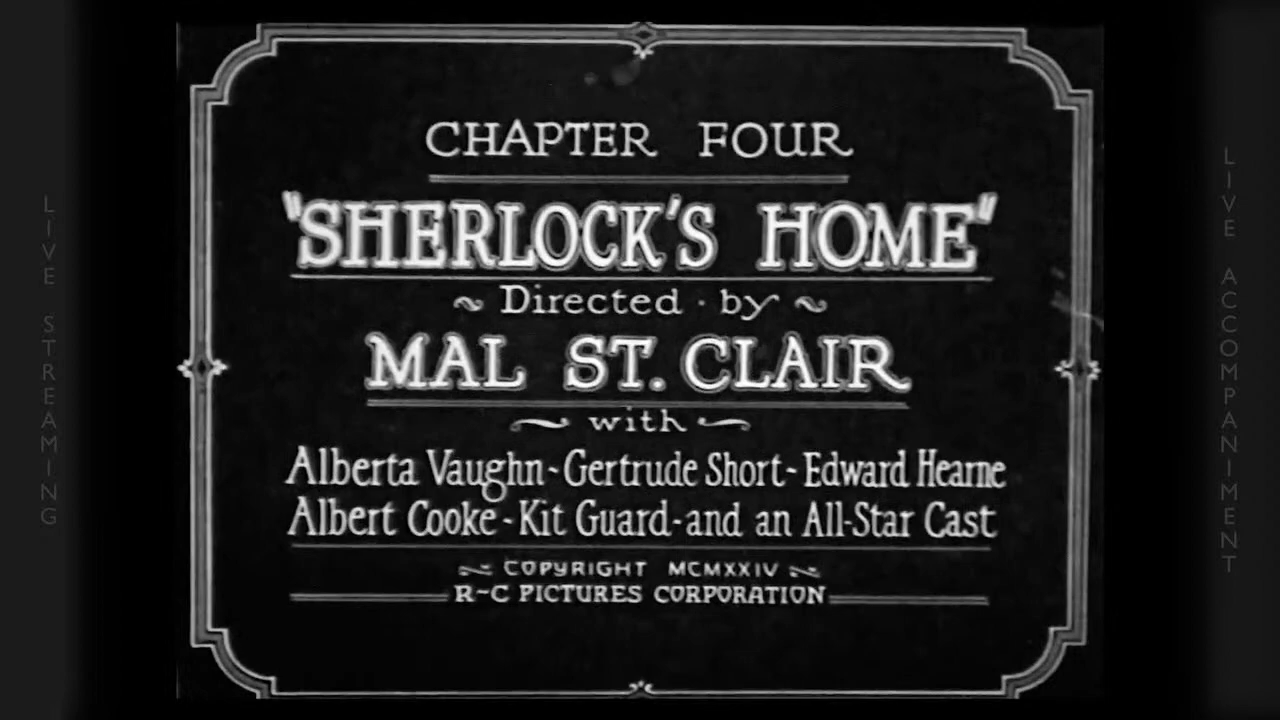 CHAPTER FOUR
"SHERLOCK'S HOME"
~ Directed · by ~
MAL ST. CLAIR
~ with ~
Alberta Vaughn - Gertrude Short - Edward Hearne
Albert Cooke - Kit Guard - and an All-Star Cast
~ COPYRIGHT MCMXXIV ~
R-C PICTURES CORPORATION
LIVE STREAMING
LIVE ACCOMPANIMENT